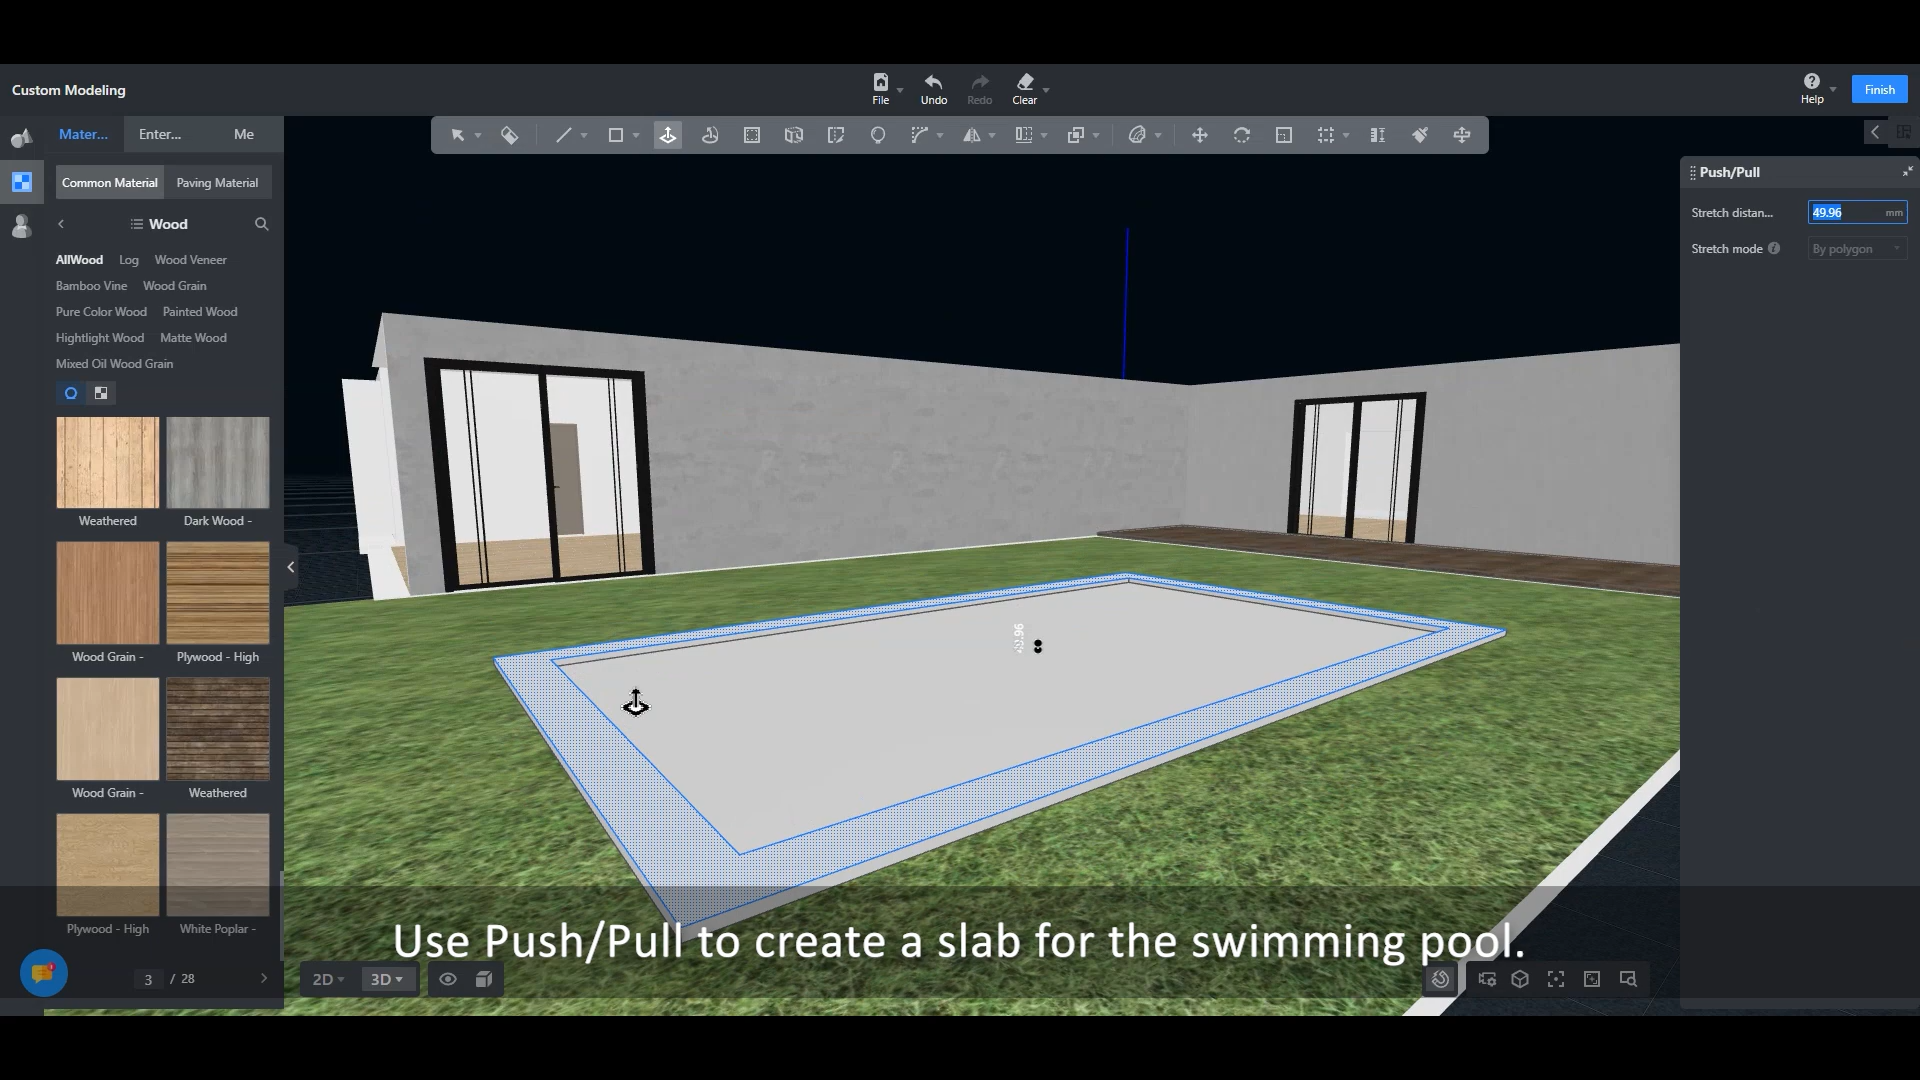 Custom Modeling
File
Undo
Redo
Clear
Help
Finish
Mater...
Enter...
Me
Common Material
Paving Material
Wood
AllWood
Log
Wood Veneer
Bamboo Vine
Wood Grain
Pure Color Wood
Painted Wood
Hightlight Wood
Matte Wood
Mixed Oil Wood Grain
Weathered
Dark Wood -
Wood Grain -
Plywood - High
Wood Grain -
Weathered
Plywood - High
White Poplar -
3 / 28
2D
3D
Push/Pull
Stretch distan...
49.96 mm
Stretch mode
By polygon
Use Push/Pull to create a slab for the swimming pool.